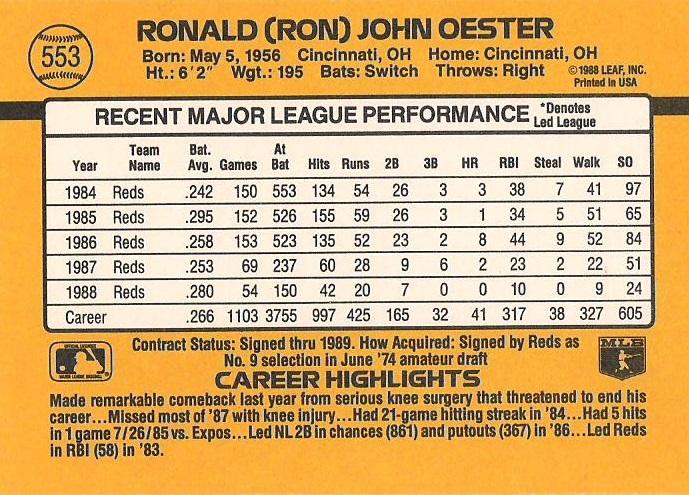 553
RONALD (RON) JOHN OESTER
Born: May 5, 1956 Cincinnati, OH Home: Cincinnati, OH
Ht.: 6'2" Wgt.: 195 Bats: Switch Throws: Right
©1988 LEAF, INC.
Printed in USA
RECENT MAJOR LEAGUE PERFORMANCE *Denotes Led League
Year Team Name Bat. Avg. Games At Bat Hits Runs 2B 3B HR RBI Steal Walk SO
1984 Reds .242 150 553 134 54 26 3 3 38 7 41 97
1985 Reds .295 152 526 155 59 26 3 1 34 5 51 65
1986 Reds .258 153 523 135 52 23 2 8 44 9 52 84
1987 Reds .253 69 237 60 28 9 6 2 23 2 22 51
1988 Reds .280 54 150 42 20 7 0 0 10 0 9 24
Career .266 1103 3755 997 425 165 32 41 317 38 327 605
OFFICIAL LICENSEE
MAJOR LEAGUE BASEBALL
Contract Status: Signed thru 1989. How Acquired: Signed by Reds as
No. 9 selection in June '74 amateur draft
MLB
CAREER HIGHLIGHTS
Made remarkable comeback last year from serious knee surgery that threatened to end his
career...Missed most of '87 with knee injury...Had 21-game hitting streak in '84...Had 5 hits
in 1 game 7/26/85 vs. Expos...Led NL 2B in chances (861) and putouts (367) in '86...Led Reds
in RBI (58) in '83.